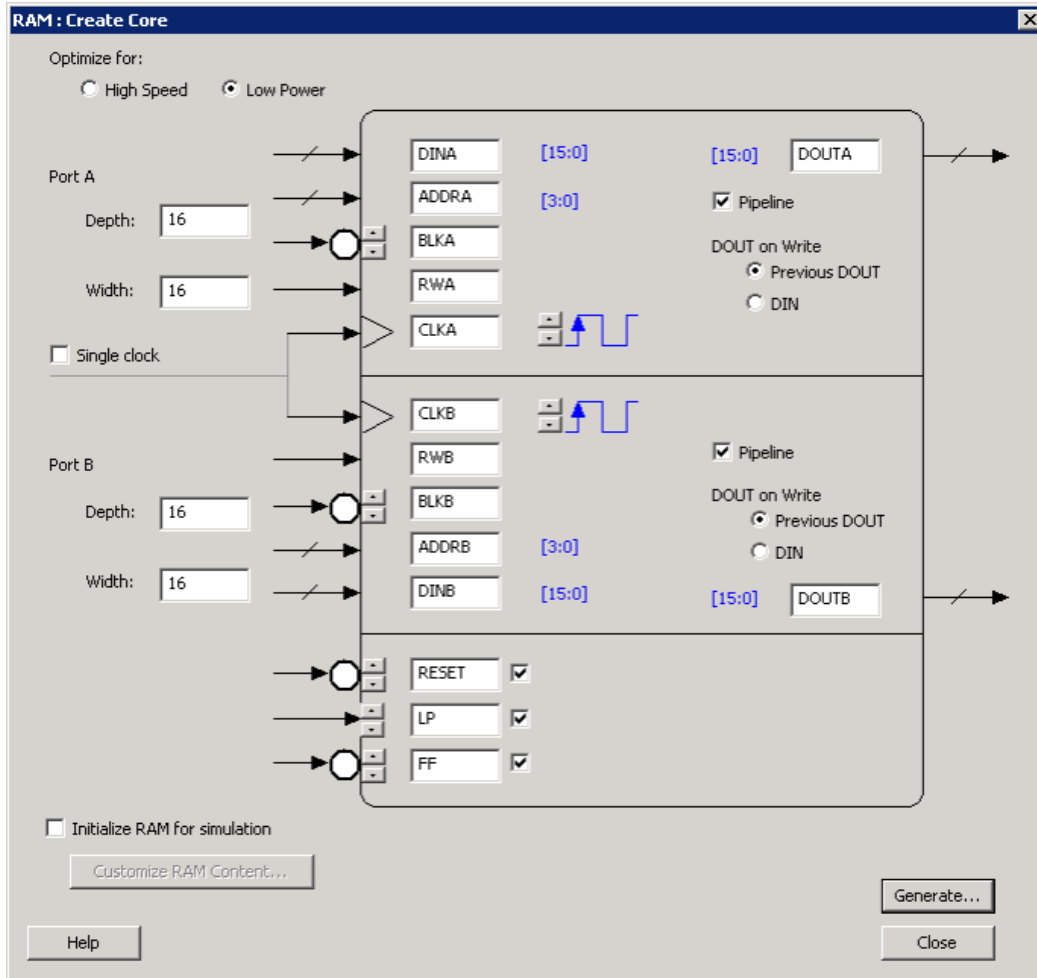 RAM : Create Core
Optimize for:
High Speed Low Power
DINA [15:0] [15:0] DOUTA
Port A
ADDRA [3:0] Pipeline
Depth: 16
BLKA DOUT on Write
Previous DOUT
Width: 16 RWA
DIN
CLKA
Single clock
CLKB
Port B RWB Pipeline
BLKB DOUT on Write
Depth: 16 Previous DOUT
ADDRB [3:0] DIN
Width: 16 DINB [15:0] [15:0] DOUTB
RESET
LP
FF
Initialize RAM for simulation
Customize RAM Content...
Generate...
Help Close